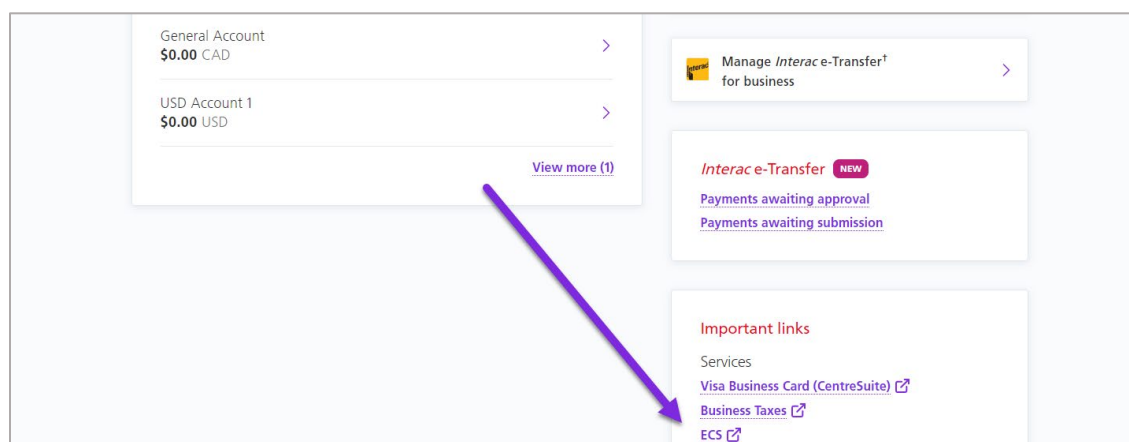 General Account
$0.00 CAD
USD Account 1
$0.00 USD
View more (1)
Interac
Manage Interac e-Transfer†
for business
Interac e-Transfer NEW
Payments awaiting approval
Payments awaiting submission
Important links
Services
Visa Business Card (CentreSuite)
Business Taxes
ECS